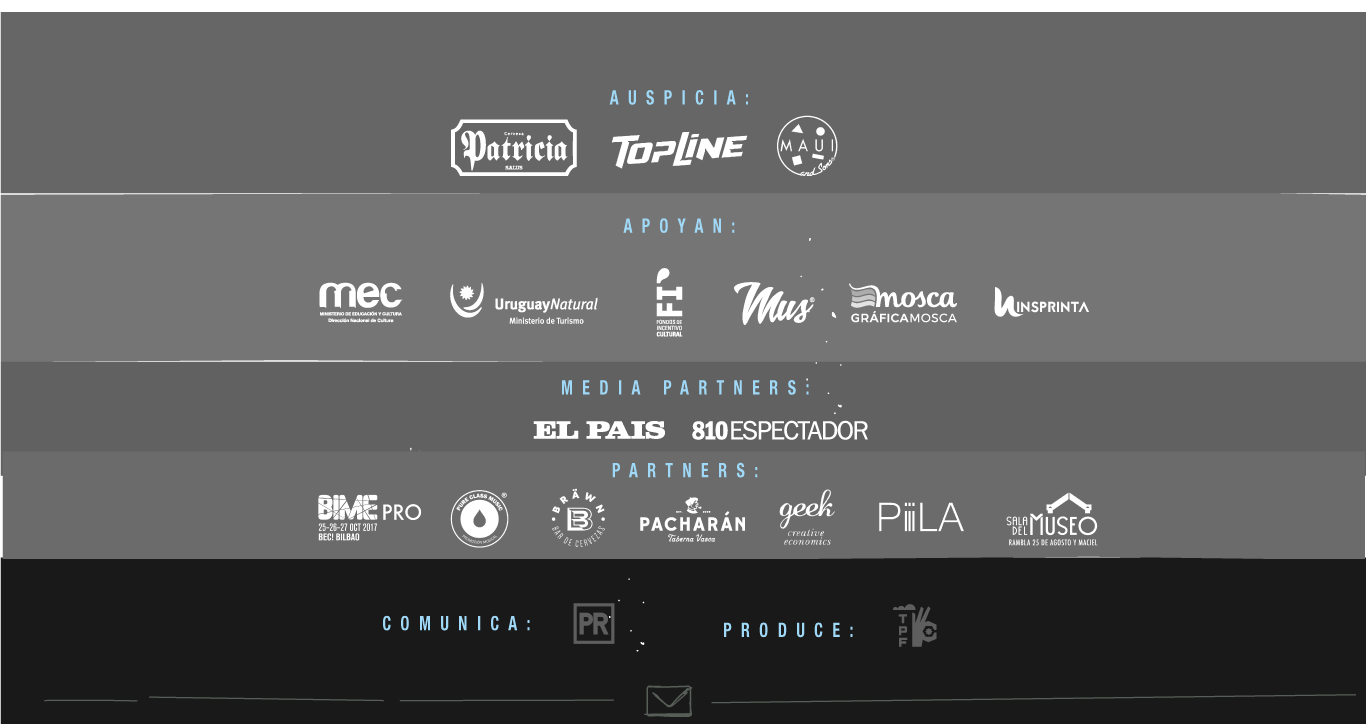 AUSPICIA:
Cerveza
Patricia
SALUS
TOPLINE
MAUI
and Sons
APOYAN:
mec
MINISTERIO DE EDUCACIÓN Y CULTURA
Dirección Nacional de Cultura
UruguayNatural
Ministerio de Turismo
FI
FONDOS DE
INCENTIVO
CULTURAL
Mus®
mosca
GRÁFICAMOSCA
INSPRINTA
MEDIA PARTNERS:
EL PAIS
810 ESPECTADOR
PARTNERS:
BIME PRO
25-26-27 OCT 2017
BEC! BILBAO
PURE CLASS MUSIC ®
BRÄWN
B
BAR DE CERVEZAS
PACHARÁN
Taberna Vasca
geek
creative
economics
PiiLA
SALA
DEL MUSEO
RAMBLA 25 DE AGOSTO Y MACIEL
COMUNICA:
PR
PRODUCE:
TPF